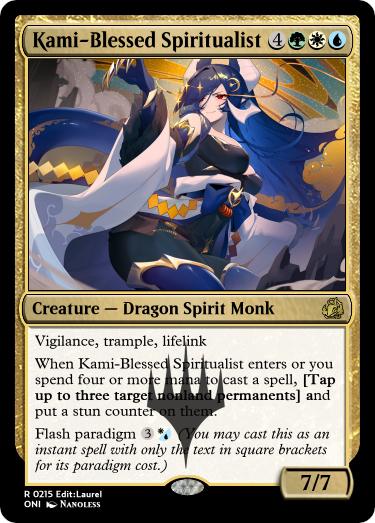 Kami-Blessed Spiritualist 4
Creature — Dragon Spirit Monk
Vigilance, trample, lifelink
When Kami-Blessed Spiritualist enters or you
spend four or more mana to cast a spell, [Tap
up to three target nonland permanents] and
put a stun counter on them.
Flash paradigm 3 (You may cast this as an
instant spell with only the text in square brackets
for its paradigm cost.)
7/7
R 0215 Edit:Laurel
ONI Nanoless